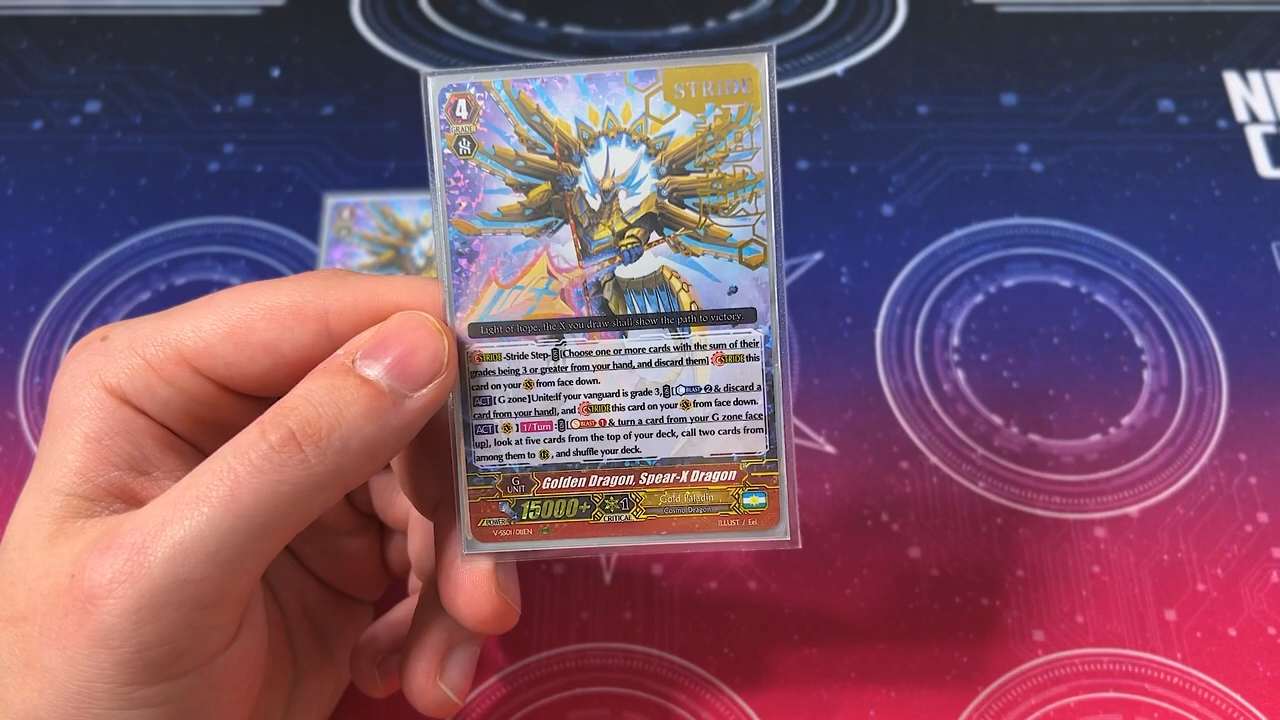 STRIDE
4
GRADE
Light of hope, the X you draw shall show the path to victory.
STRIDE -Stride Step- [Choose one or more cards with the sum of their
grades being 3 or greater from your hand, and discard them] STRIDE this
card on your from face down.
ACT [G zone] Unite:If your vanguard is grade 3, [BLAST 2 & discard a
card from your hand], and STRIDE this card on your from face down.
ACT 1/Turn : [BLAST 1 & turn a card from your G zone face
up], look at five cards from the top of your deck, call two cards from
among them to , and shuffle your deck.
G
UNIT
Golden Dragon, Spear-X Dragon
POWER
15000+
1
CRITICAL
Gold Paladin
Cosmo Dragon
V-SS01/011EN
ILLUST / Eel